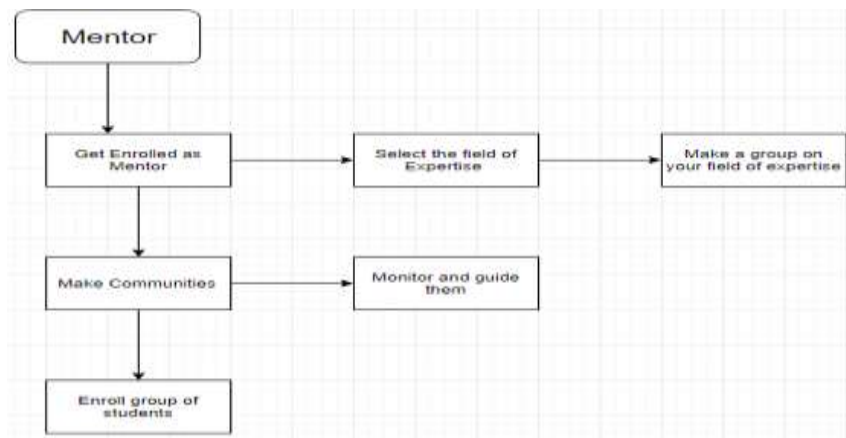 Mentor
Get Enrolled as
Mentor
Select the field of
Expertise
Make a group on
your field of expertise
Make Communities
Monitor and guide
them
Enroll group of
students